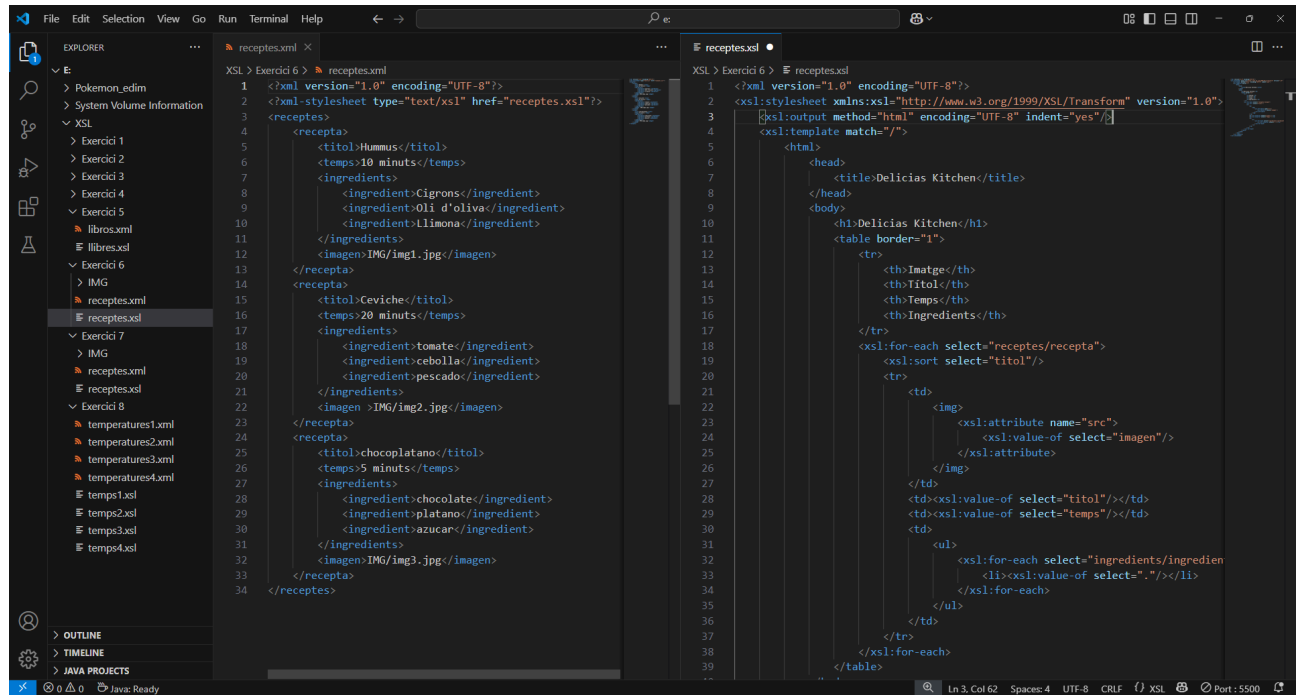 File Edit Selection View Go Run Terminal Help
e:
EXPLORER
E:
Pokemon_edim
System Volume Information
XSL
Exercici 1
Exercici 2
Exercici 3
Exercici 4
Exercici 5
libros.xml
llibres.xsl
Exercici 6
IMG
receptes.xml
receptes.xsl
Exercici 7
IMG
receptes.xml
receptes.xsl
Exercici 8
temperatures1.xml
temperatures2.xml
temperatures3.xml
temperatures4.xml
temps1.xsl
temps2.xsl
temps3.xsl
temps4.xsl
OUTLINE
TIMELINE
JAVA PROJECTS
receptes.xml
XSL > Exercici 6 > receptes.xml
1 <?xml version="1.0" encoding="UTF-8"?>
2 <?xml-stylesheet type="text/xsl" href="receptes.xsl"?>
3 <receptes>
4 <recepta>
5 <titol>Hummus</titol>
6 <temps>10 minuts</temps>
7 <ingredients>
8 <ingredient>Cigrons</ingredient>
9 <ingredient>Oli d'oliva</ingredient>
10 <ingredient>Llimona</ingredient>
11 </ingredients>
12 <imagen>IMG/img1.jpg</imagen>
13 </recepta>
14 <recepta>
15 <titol>Ceviche</titol>
16 <temps>20 minuts</temps>
17 <ingredients>
18 <ingredient>tomate</ingredient>
19 <ingredient>cebolla</ingredient>
20 <ingredient>pescado</ingredient>
21 </ingredients>
22 <imagen >IMG/img2.jpg</imagen>
23 </recepta>
24 <recepta>
25 <titol>chocoplatano</titol>
26 <temps>5 minuts</temps>
27 <ingredients>
28 <ingredient>chocolate</ingredient>
29 <ingredient>platano</ingredient>
30 <ingredient>azucar</ingredient>
31 </ingredients>
32 <imagen>IMG/img3.jpg</imagen>
33 </recepta>
34 </receptes>
receptes.xsl
XSL > Exercici 6 > receptes.xsl
1 <?xml version="1.0" encoding="UTF-8"?>
2 <xsl:stylesheet xmlns:xsl="http://www.w3.org/1999/XSL/Transform" version="1.0">
3 <xsl:output method="html" encoding="UTF-8" indent="yes"/>
4 <xsl:template match="/">
5 <html>
6 <head>
7 <title>Delicias Kitchen</title>
8 </head>
9 <body>
10 <h1>Delicias Kitchen</h1>
11 <table border="1">
12 <tr>
13 <th>Imatge</th>
14 <th>Títol</th>
15 <th>Temps</th>
16 <th>Ingredients</th>
17 </tr>
18 <xsl:for-each select="receptes/recepta">
19 <xsl:sort select="titol"/>
20 <tr>
21 <td>
22 <img>
23 <xsl:attribute name="src">
24 <xsl:value-of select="imagen"/>
25 </xsl:attribute>
26 </img>
27 </td>
28 <td><xsl:value-of select="titol"/></td>
29 <td><xsl:value-of select="temps"/></td>
30 <td>
31 <ul>
32 <xsl:for-each select="ingredients/ingredien
33 <li><xsl:value-of select="."/></li>
34 </xsl:for-each>
35 </ul>
36 </td>
37 </tr>
38 </xsl:for-each>
39 </table>
0 0 Java: Ready
Ln 3, Col 62 Spaces: 4 UTF-8 CRLF {} XSL Port : 5500